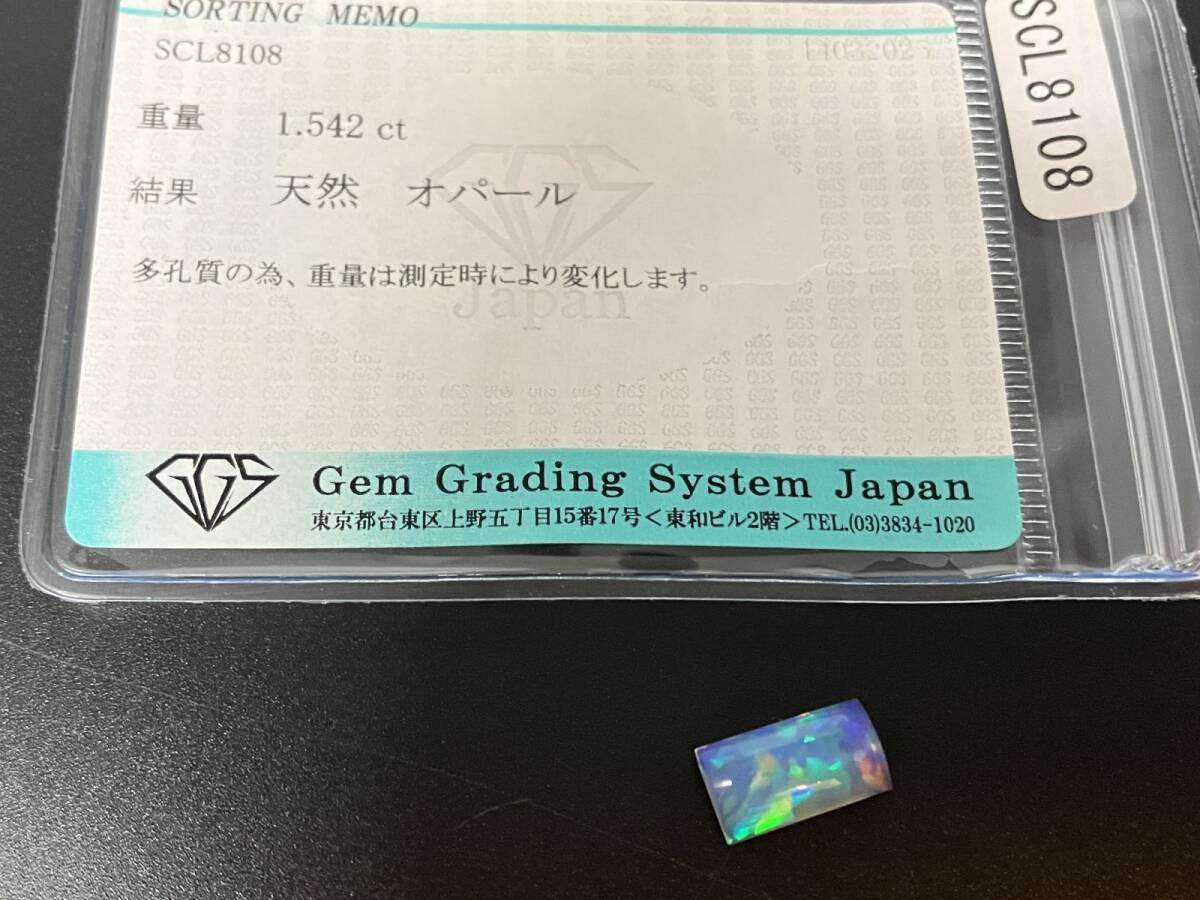 SORTING MEMO
SCL8108
重量 1.542 ct
結果 天然 オパール
多孔質の為、重量は測定時により変化します。
Japan
GGS
Gem Grading System Japan
東京都台東区上野五丁目15番17号＜東和ビル2階＞TEL.(03)3834-1020
SCL8108